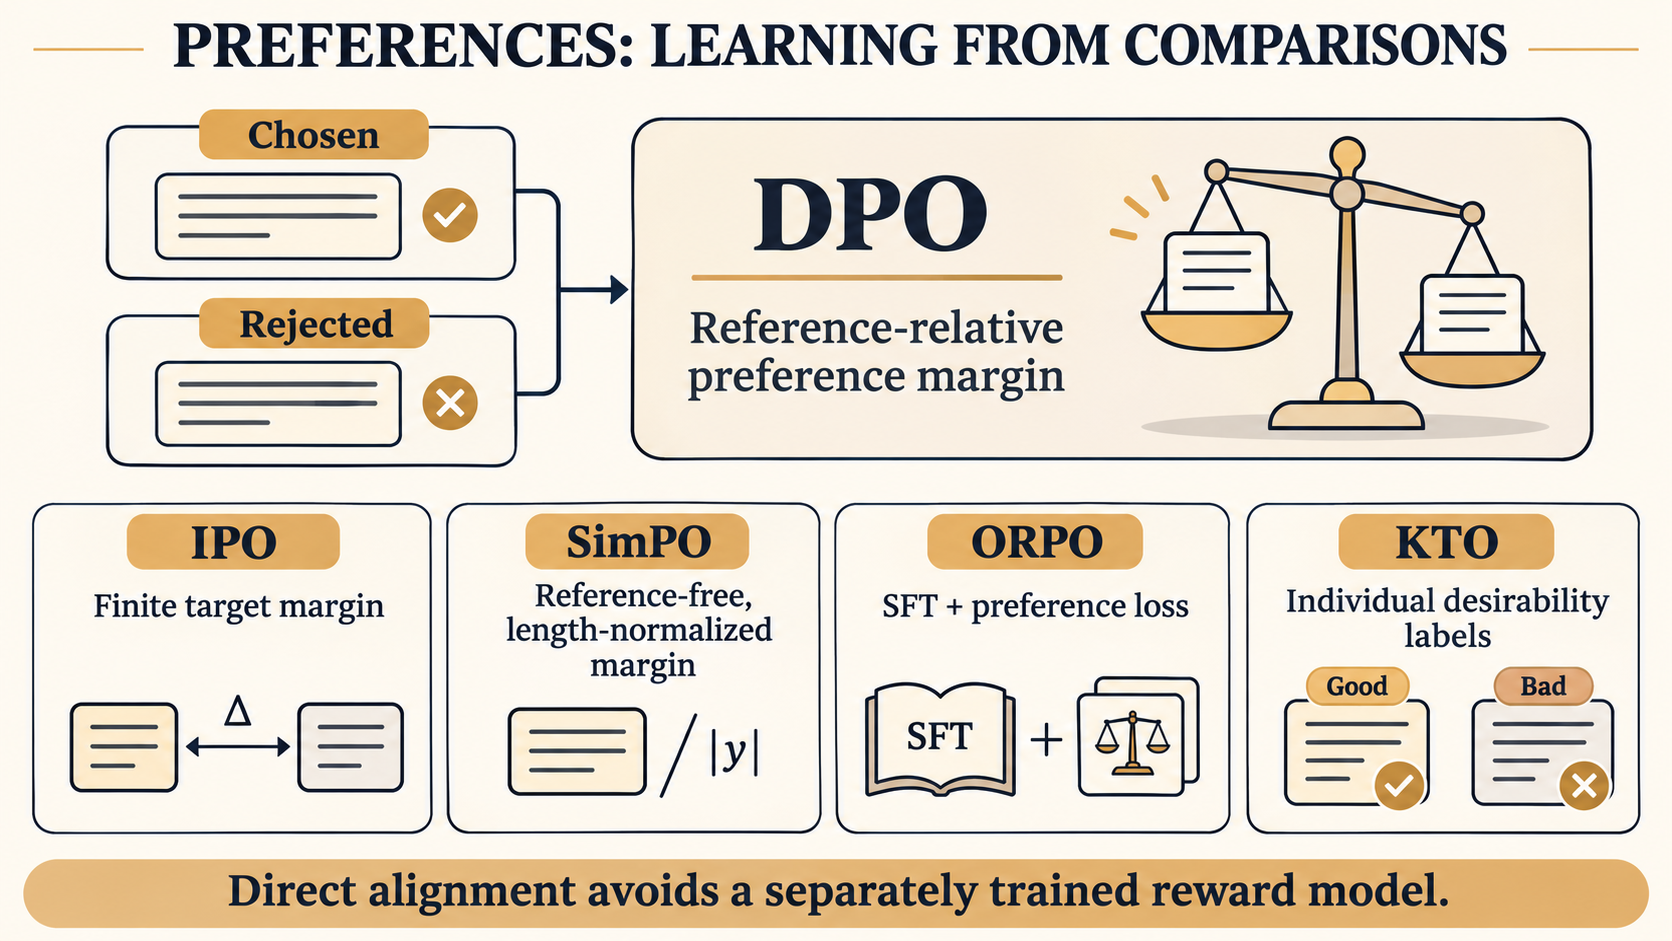 PREFERENCES: LEARNING FROM COMPARISONS
Chosen
Rejected
DPO
Reference-relative
preference margin
IPO
Finite target margin
Δ
SimPO
Reference-free,
length-normalized
margin
/ |y|
ORPO
SFT + preference loss
SFT
+
KTO
Individual desirability
labels
Good
Bad
Direct alignment avoids a separately trained reward model.